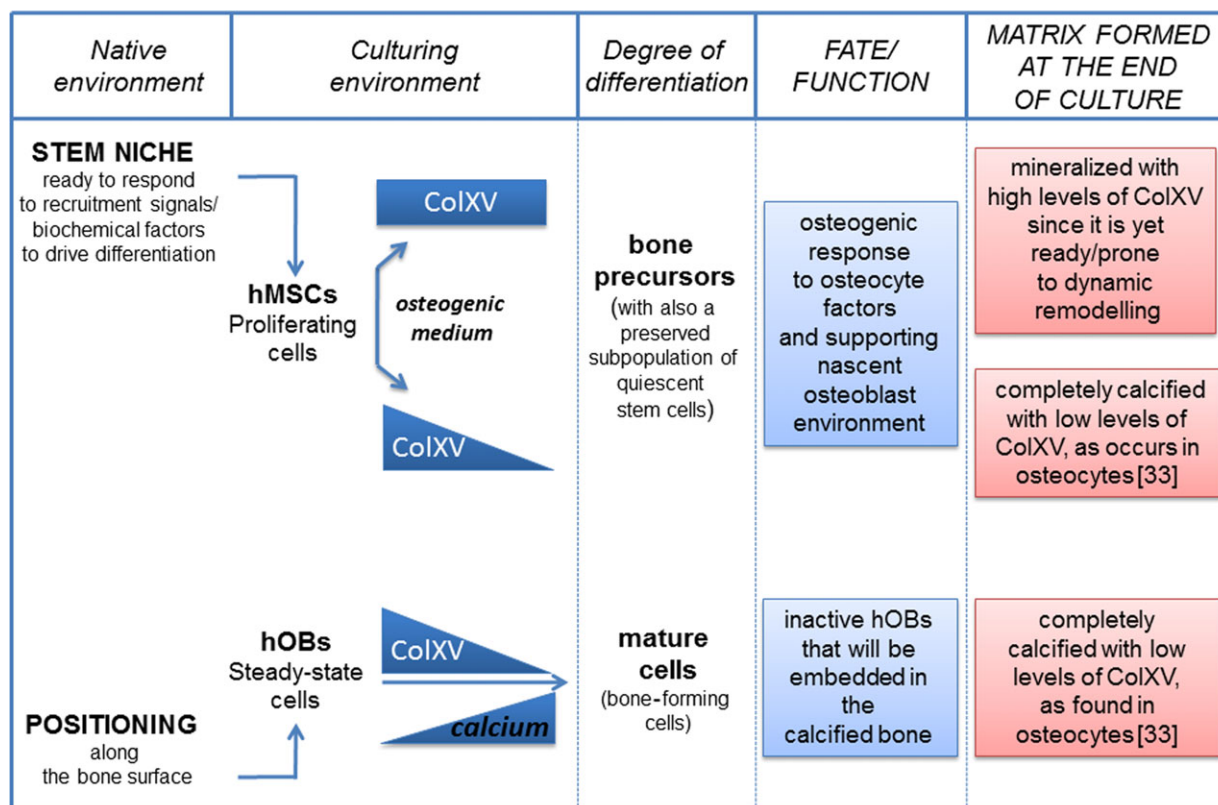 Native
environment
Culturing
environment
Degree of
differentiation
FATE/
FUNCTION
MATRIX FORMED
AT THE END
OF CULTURE
STEM NICHE
ready to respond
to recruitment signals/
biochemical factors
to drive differentiation
hMSCs
Proliferating
cells
ColXV
osteogenic
medium
ColXV
bone
precursors
(with also a
preserved
subpopulation of
quiescent
stem cells)
osteogenic
response
to osteocyte
factors
and supporting
nascent
osteoblast
environment
mineralized with
high levels of ColXV
since it is yet
ready/prone
to dynamic
remodelling
completely calcified
with low levels of
ColXV, as occurs in
osteocytes [33]
POSITIONING
along
the bone surface
hOBs
Steady-state
cells
ColXV
calcium
mature
cells
(bone-forming
cells)
inactive hOBs
that will be
embedded in
the
calcified bone
completely
calcified with low
levels of ColXV,
as found in
osteocytes [33]